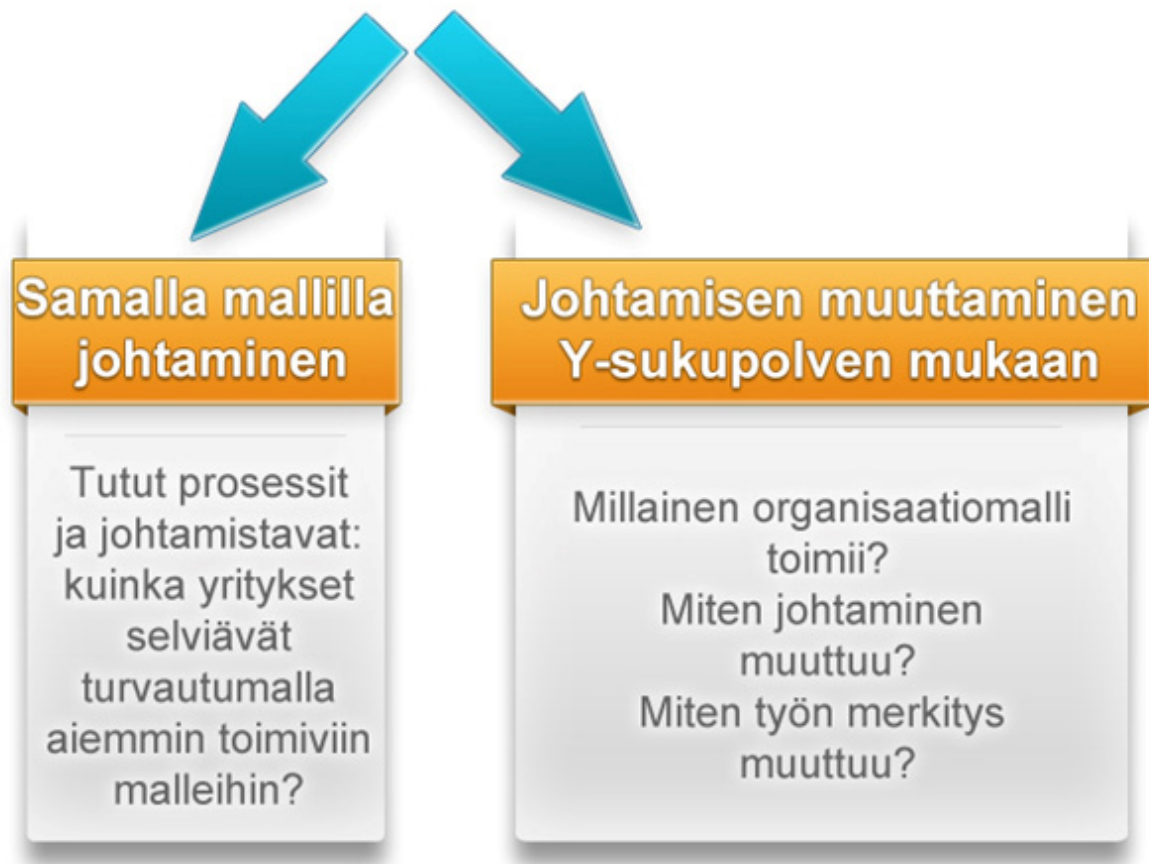 Samalla mallilla
johtaminen
Tutut prosessit
ja johtamistavat:
kuinka yritykset
selviävät
turvautumalla
aiemmin toimiviin
malleihin?
Johtamisen muuttaminen
Y-sukupolven mukaan
Millainen organisaatiomalli
toimii?
Miten johtaminen
muuttuu?
Miten työn merkitys
muuttuu?